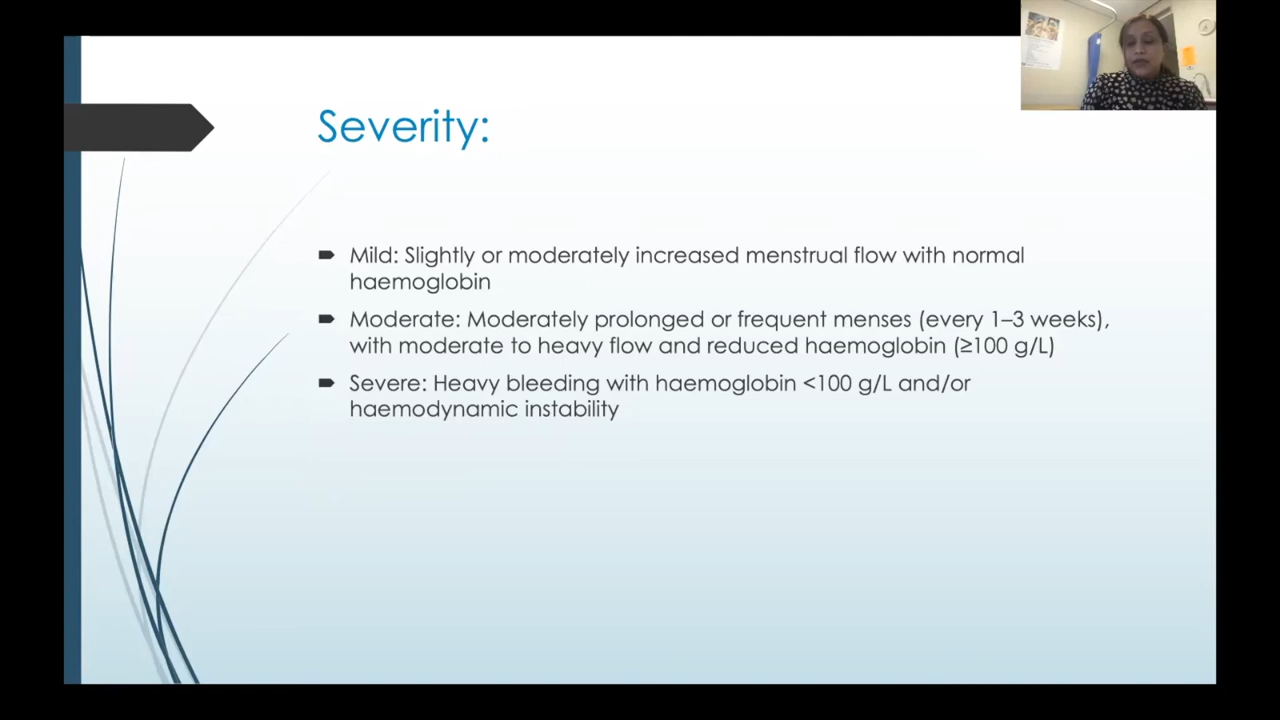 Severity:
Mild: Slightly or moderately increased menstrual flow with normal
haemoglobin
Moderate: Moderately prolonged or frequent menses (every 1–3 weeks),
with moderate to heavy flow and reduced haemoglobin (≥100 g/L)
Severe: Heavy bleeding with haemoglobin <100 g/L and/or
haemodynamic instability